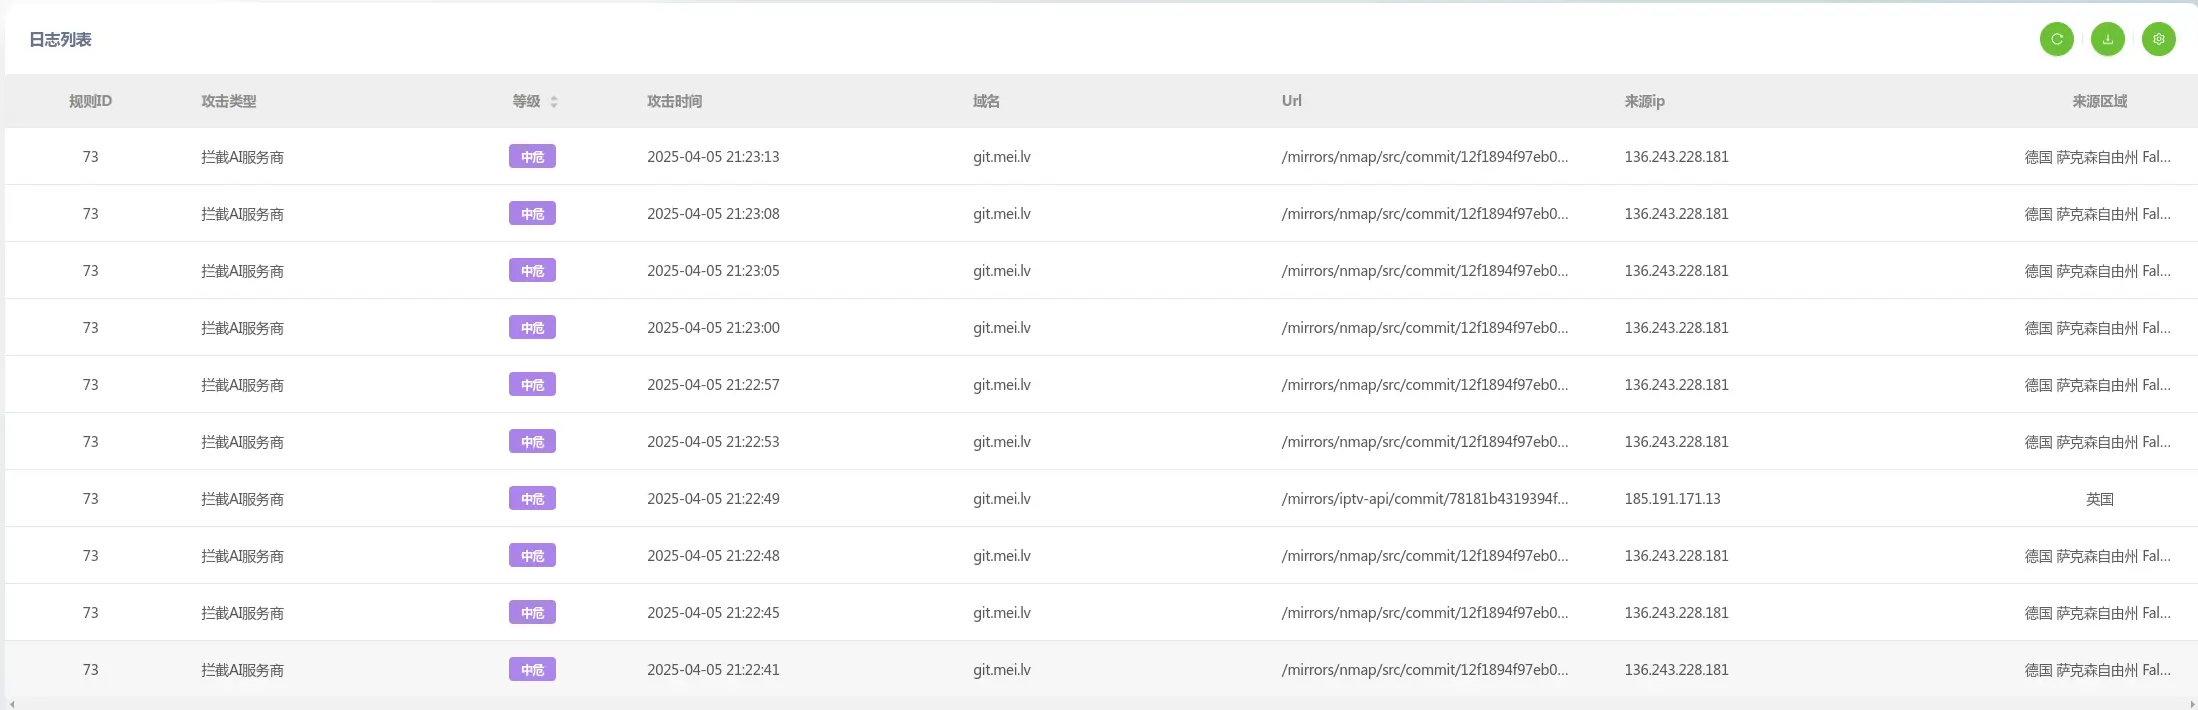 日志列表
规则ID 攻击类型 等级 攻击时间 域名 Url 来源ip 来源区域
73 拦截AI服务商 中危 2025-04-05 21:23:13 git.mei.lv /mirrors/nmap/src/commit/12f1894f97eb0... 136.243.228.181 德国 萨克森自由州 Fal...
73 拦截AI服务商 中危 2025-04-05 21:23:08 git.mei.lv /mirrors/nmap/src/commit/12f1894f97eb0... 136.243.228.181 德国 萨克森自由州 Fal...
73 拦截AI服务商 中危 2025-04-05 21:23:05 git.mei.lv /mirrors/nmap/src/commit/12f1894f97eb0... 136.243.228.181 德国 萨克森自由州 Fal...
73 拦截AI服务商 中危 2025-04-05 21:23:00 git.mei.lv /mirrors/nmap/src/commit/12f1894f97eb0... 136.243.228.181 德国 萨克森自由州 Fal...
73 拦截AI服务商 中危 2025-04-05 21:22:57 git.mei.lv /mirrors/nmap/src/commit/12f1894f97eb0... 136.243.228.181 德国 萨克森自由州 Fal...
73 拦截AI服务商 中危 2025-04-05 21:22:53 git.mei.lv /mirrors/nmap/src/commit/12f1894f97eb0... 136.243.228.181 德国 萨克森自由州 Fal...
73 拦截AI服务商 中危 2025-04-05 21:22:49 git.mei.lv /mirrors/iptv-api/commit/78181b4319394f... 185.191.171.13 英国
73 拦截AI服务商 中危 2025-04-05 21:22:48 git.mei.lv /mirrors/nmap/src/commit/12f1894f97eb0... 136.243.228.181 德国 萨克森自由州 Fal...
73 拦截AI服务商 中危 2025-04-05 21:22:45 git.mei.lv /mirrors/nmap/src/commit/12f1894f97eb0... 136.243.228.181 德国 萨克森自由州 Fal...
73 拦截AI服务商 中危 2025-04-05 21:22:41 git.mei.lv /mirrors/nmap/src/commit/12f1894f97eb0... 136.243.228.181 德国 萨克森自由州 Fal...